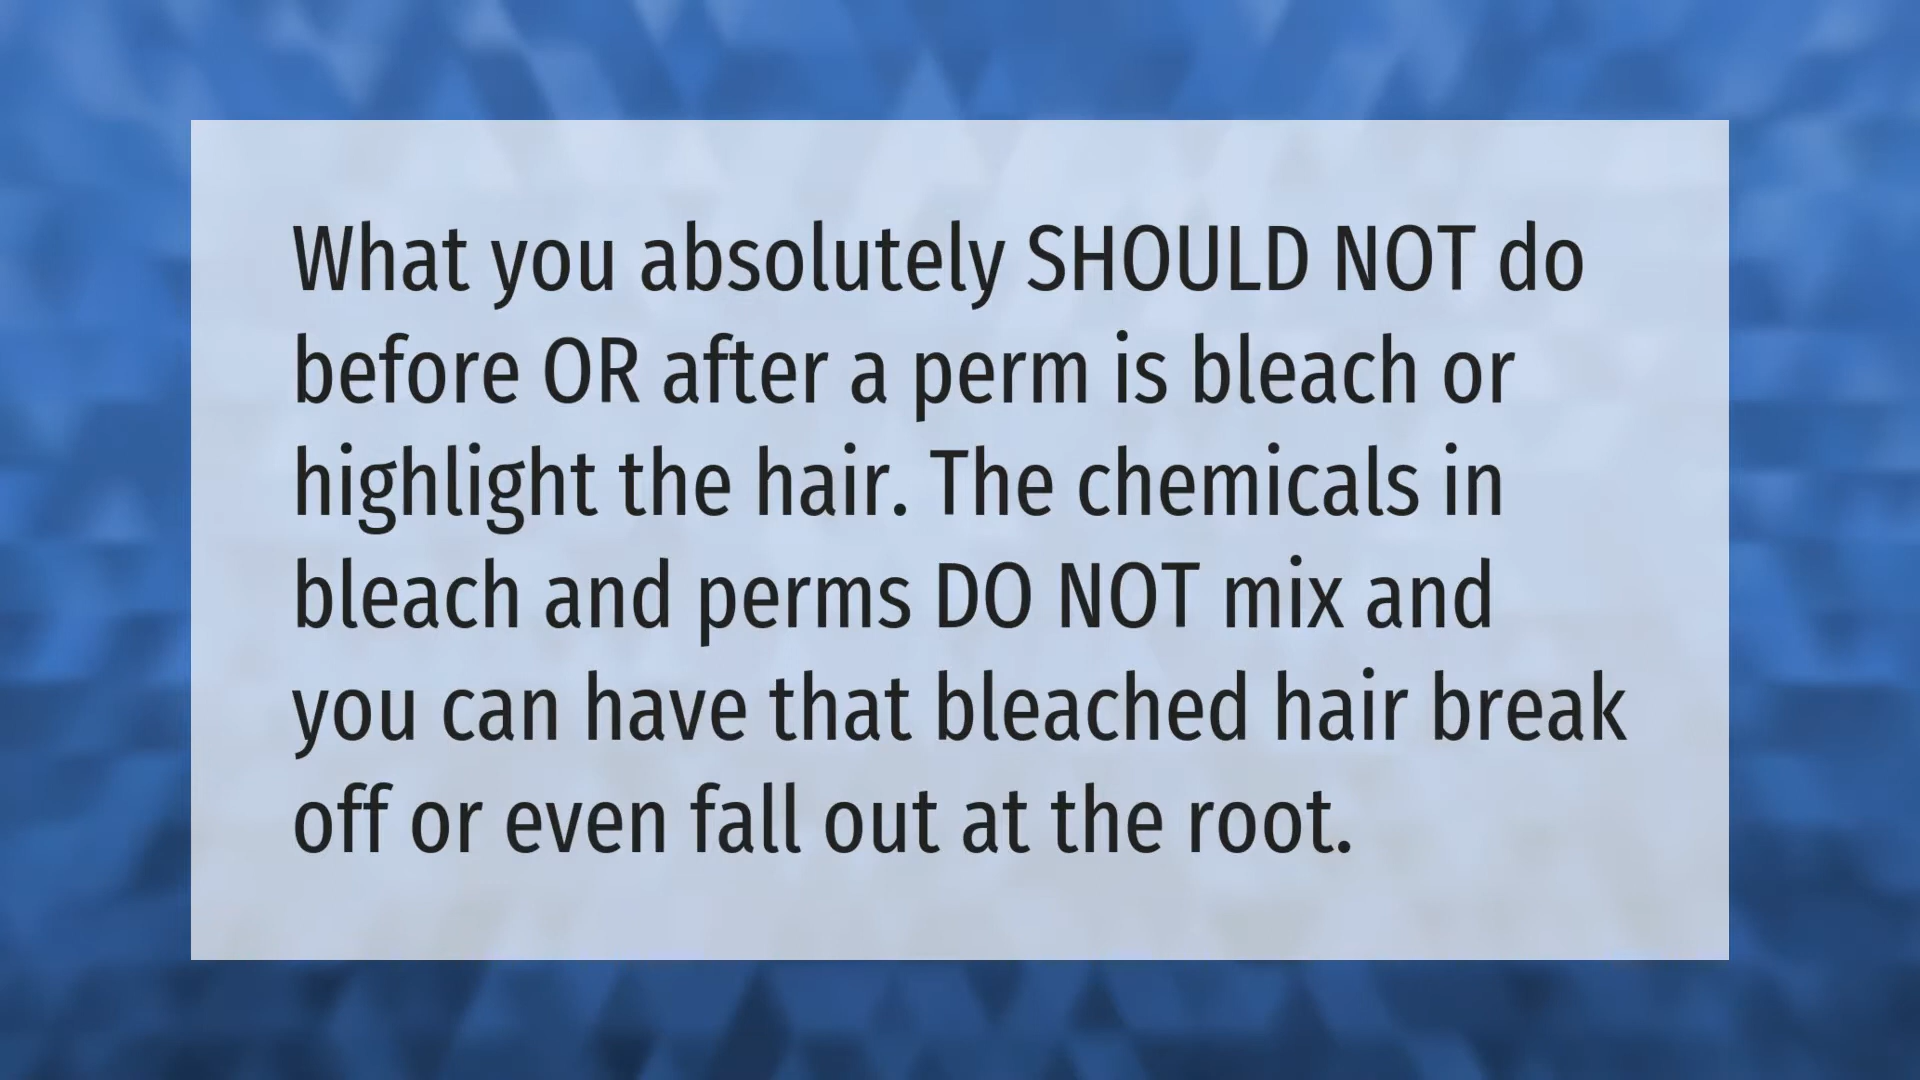 What you absolutely SHOULD NOT do
before OR after a perm is bleach or
highlight the hair. The chemicals in
bleach and perms DO NOT mix and
you can have that bleached hair break
off or even fall out at the root.